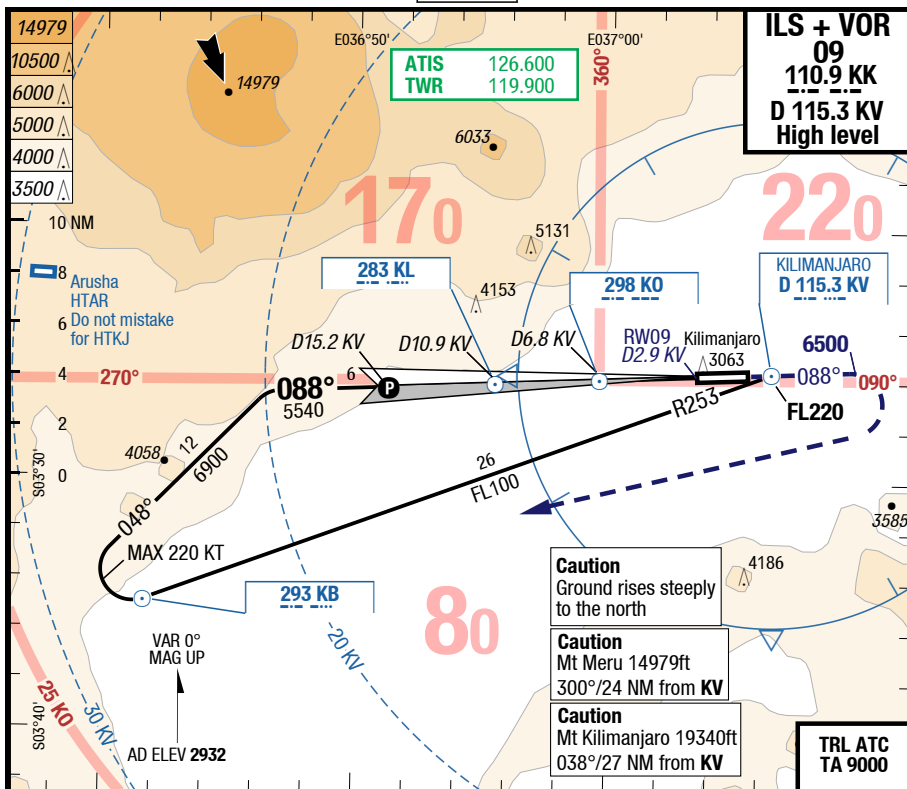 14979
10500
6000
5000
4000
3500
10 NM
8
6
4
2
0
14979
E036°50'
E037°00'
ATIS 126.600
TWR 119.900
360°
ILS + VOR
09
110.9 KK
D 115.3 KV
High level
6033
170
220
5131
4153
283 KL
298 KO
KILIMANJARO
D 115.3 KV
Arusha
HTAR
Do not mistake
for HTKJ
D15.2 KV
D10.9 KV
D6.8 KV
RW09
D2.9 KV
Kilimanjaro
3063
6500
088°
090°
FL220
270°
088°
5540
6
P
R253
4058
12
6900
048°
26
FL100
S03°30'
MAX 220 KT
293 KB
80
3585
4186
Caution
Ground rises steeply
to the north
Caution
Mt Meru 14979ft
300°/24 NM from KV
Caution
Mt Kilimanjaro 19340ft
038°/27 NM from KV
VAR 0°
MAG UP
AD ELEV 2932
20 KV
30 KV
25 KO
S03°40'
TRL ATC
TA 9000